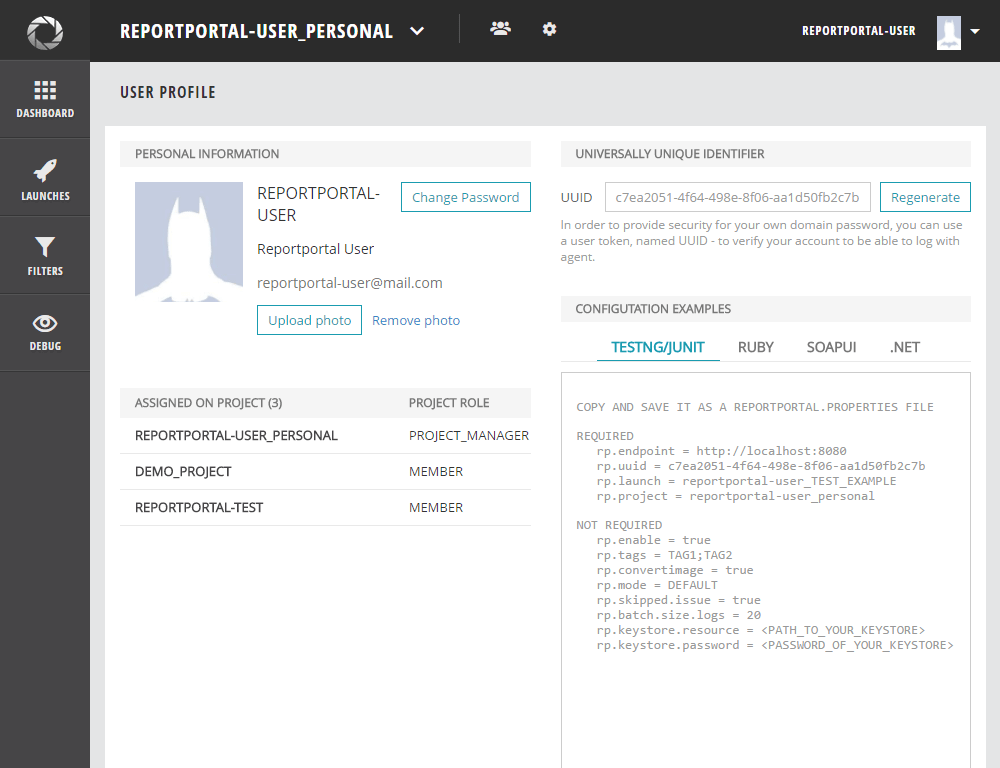 REPORTPORTAL-USER_PERSONAL
REPORTPORTAL-USER
DASHBOARD
LAUNCHES
FILTERS
DEBUG
USER PROFILE
PERSONAL INFORMATION
REPORTPORTAL-
USER
Change Password
Reportportal User
reportportal-user@mail.com
Upload photo Remove photo
ASSIGNED ON PROJECT (3) PROJECT ROLE
REPORTPORTAL-USER_PERSONAL PROJECT_MANAGER
DEMO_PROJECT MEMBER
REPORTPORTAL-TEST MEMBER
UNIVERSALLY UNIQUE IDENTIFIER
UUID c7ea2051-4f64-498e-8f06-aa1d50fb2c7b Regenerate
In order to provide security for your own domain password, you can use
a user token, named UUID - to verify your account to be able to log with
agent.
CONFIGUTATION EXAMPLES
TESTNG/JUNIT RUBY SOAPUI .NET
COPY AND SAVE IT AS A REPORTPORTAL.PROPERTIES FILE
REQUIRED
rp.endpoint = http://localhost:8080
rp.uuid = c7ea2051-4f64-498e-8f06-aa1d50fb2c7b
rp.launch = reportportal-user_TEST_EXAMPLE
rp.project = reportportal-user_personal
NOT REQUIRED
rp.enable = true
rp.tags = TAG1;TAG2
rp.convertimage = true
rp.mode = DEFAULT
rp.skipped.issue = true
rp.batch.size.logs = 20
rp.keystore.resource = <PATH_TO_YOUR_KEYSTORE>
rp.keystore.password = <PASSWORD_OF_YOUR_KEYSTORE>